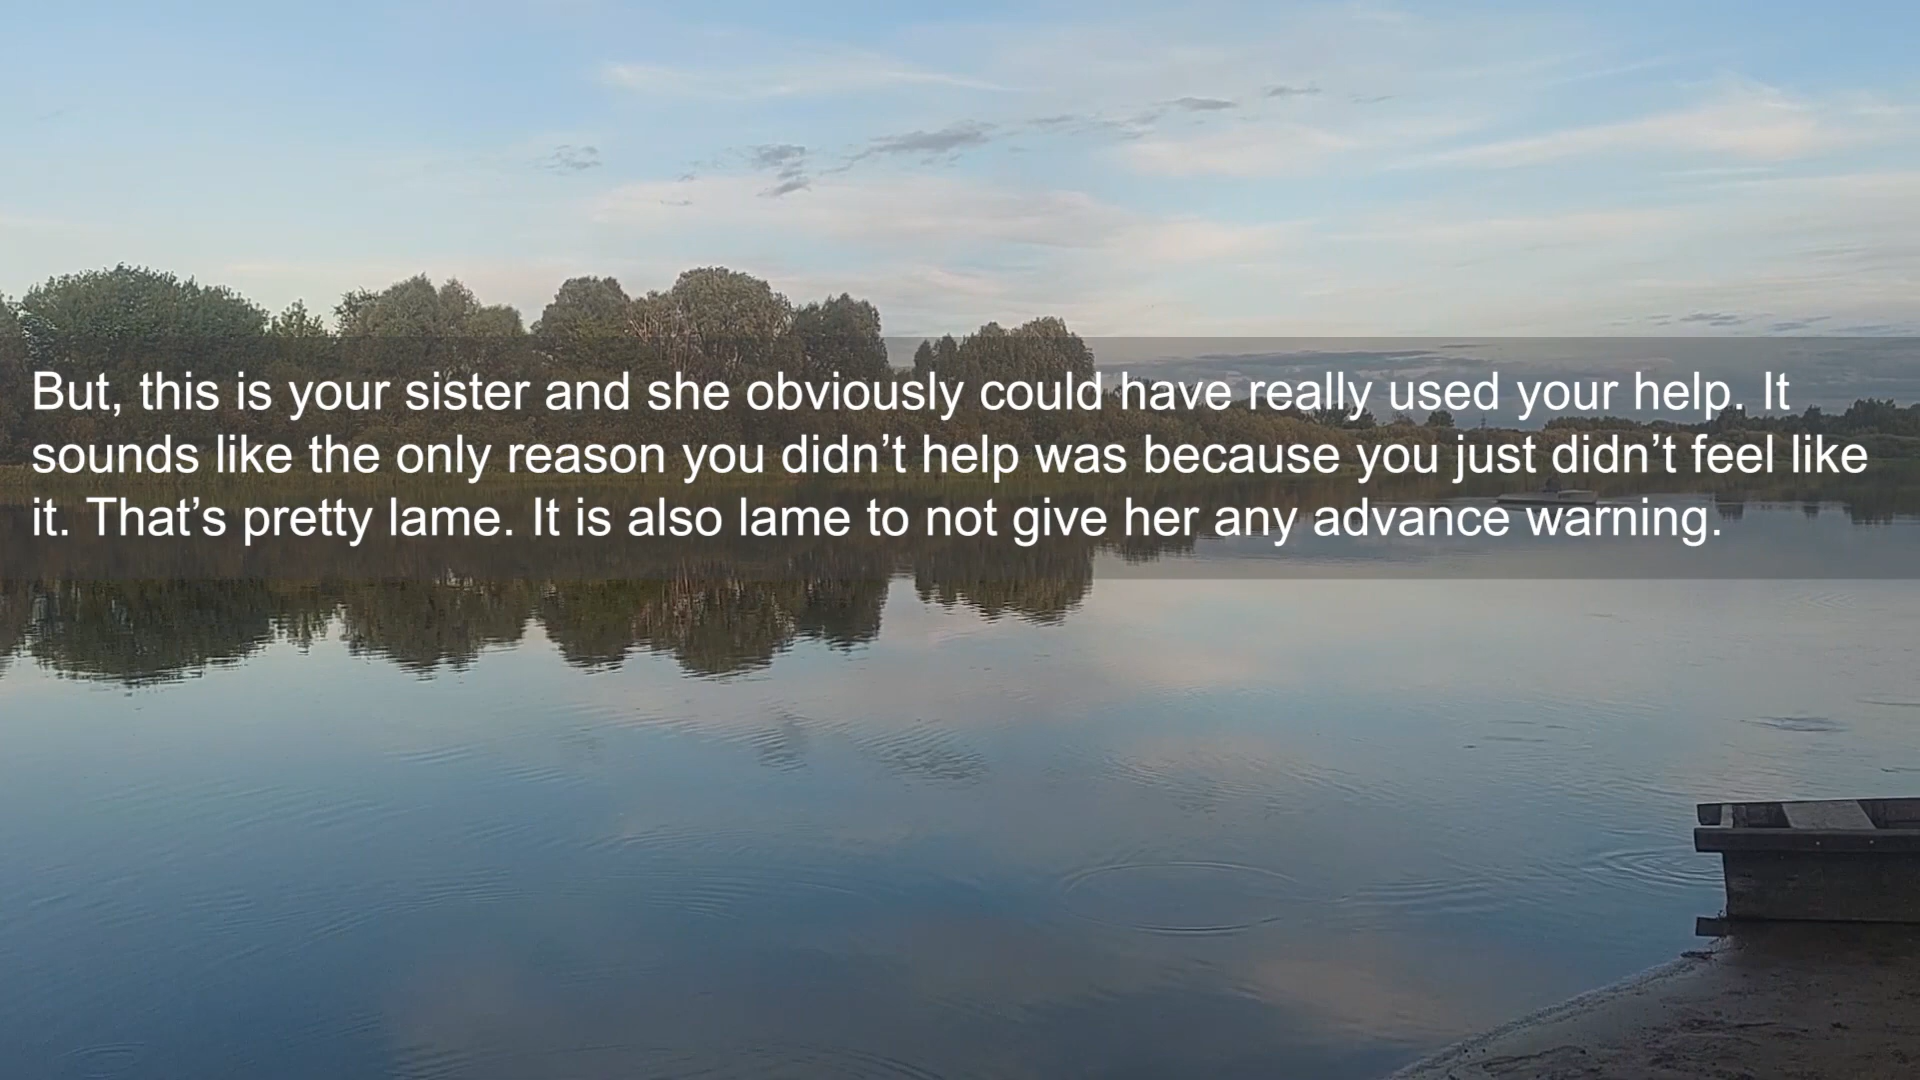 But, this is your sister and she obviously could have really used your help. It
sounds like the only reason you didn’t help was because you just didn’t feel like
it. That’s pretty lame. It is also lame to not give her any advance warning.